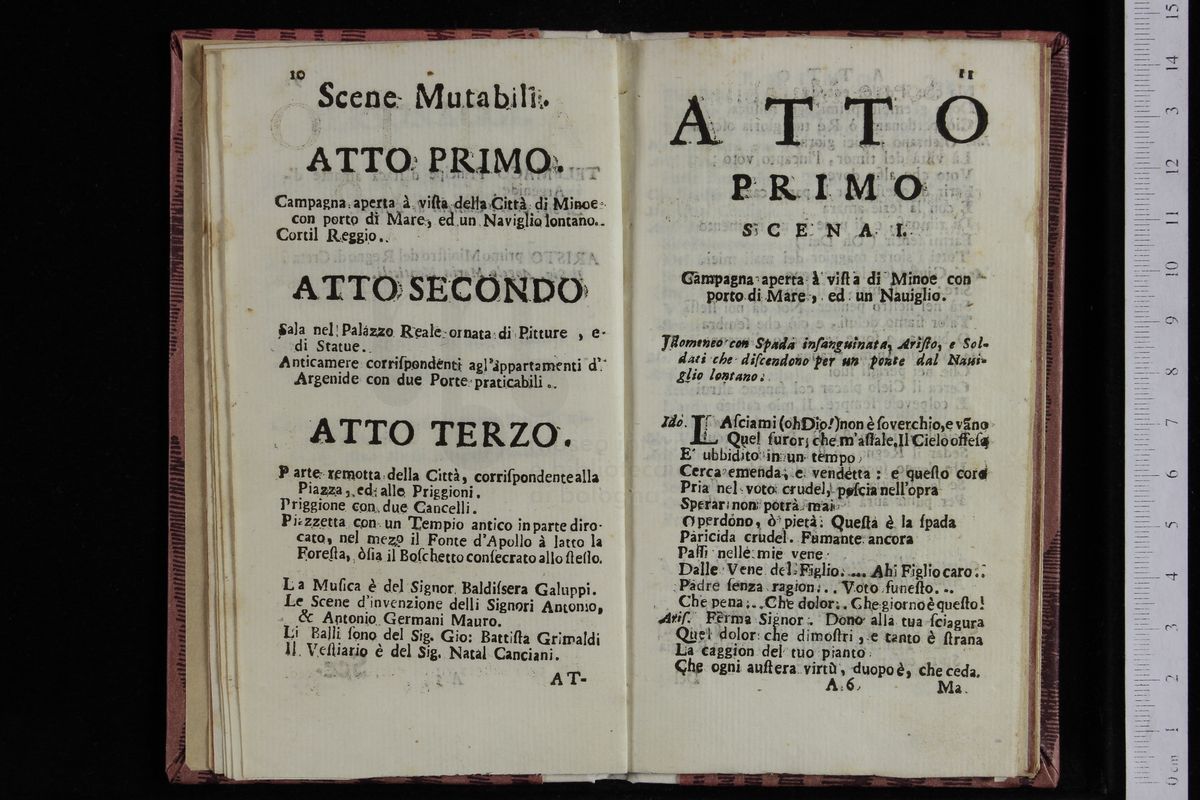 10
Scene Mutabili.
ATTO PRIMO.
Campagna aperta à viſta della Città di Minoe
con porto di Mare, ed un Naviglio lontano.
Cortil Reggio.
ATTO SECONDO
Sala nel Palazzo Reale ornata di Pitture, e
di Statue.
Anticamere corriſpondenti agl'appartamenti d'
Argenide con due Porte praticabili.
ATTO TERZO.
Parte remotta della Città, corriſpondente alla
Piazza, ed alle Priggioni.
Priggione con due Cancelli.
Piazzetta con un Tempio antico in parte diro-
cato, nel mezo il Fonte d'Apollo à latto la
Foreſta, òſia il Boſchetto conſecrato allo ſteſſo.
La Muſica è del Signor Baldiſſera Galuppi.
Le Scene d'invenzione delli Signori Antonio,
& Antonio Germani Mauro.
Li Balli ſono del Sig. Gio: Battiſta Grimaldi
Il Veſtiario è del Sig. Natal Canciani.
AT-
11
ATTO
PRIMO
SCENA I.
Campagna aperta à viſta di Minoe con
porto di Mare, ed un Nauiglio.
Idomeneo con Spada inſanguinata, Ariſto, e Sol-
dati che diſcendono per un ponte dal Navi-
glio lontano.
Ido. LAſciami (oh Dio!) non è ſoverchio, e vāno
Quel furor, che m'aſſale, Il Cielo offeſo
E' ubbidito in un tempo
Cerca emenda, e vendetta: e queſto core
Pria nel voto crudel, poſcia nell'opra
Sperar non potrà mai
O perdono, ò pietà. Queſta è la ſpada
Paricida crudel. Fumante ancora
Paſſi nelle mie vene
Dalle Vene del Figlio.... Ahi Figlio caro..
Padre ſenza ragion... Voto funeſto...
Che pena... Che dolor.. Che giorno è queſto!
Ariſ. Ferma Signor. Dono alla tua ſciagura
Quel dolor che dimoſtri, e tanto è ſtrana
La caggion del tuo pianto
Che ogni auſtera virtù, duopo è, che ceda.
A 6
Ma